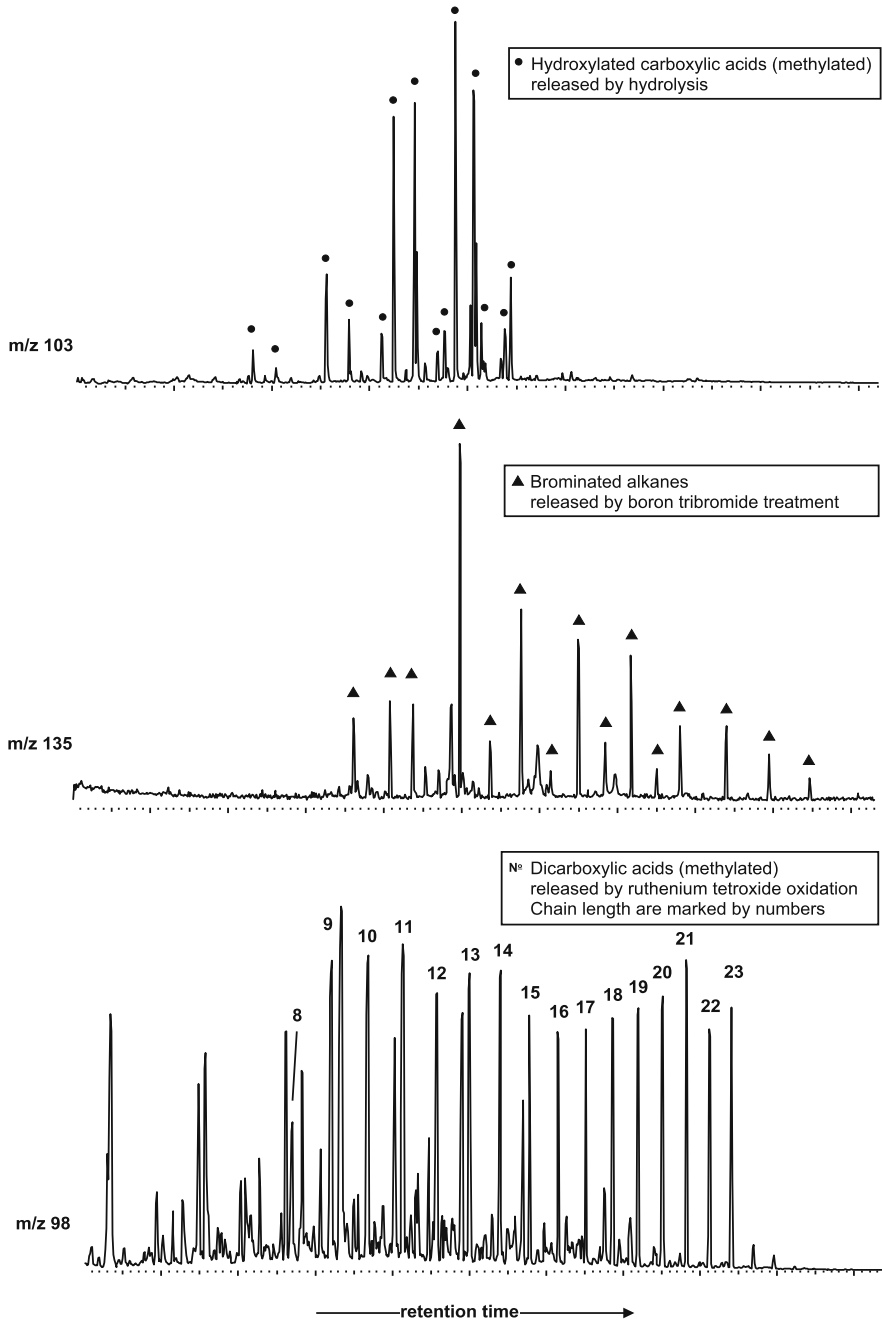 ● Hydroxylated carboxylic acids (methylated)
released by hydrolysis
m/z 103
▲ Brominated alkanes
released by boron tribromide treatment
m/z 135
Nº Dicarboxylic acids (methylated)
released by ruthenium tetroxide oxidation
Chain length are marked by numbers
8
9
10
11
12
13
14
15
16
17
18
19
20
21
22
23
m/z 98
retention time